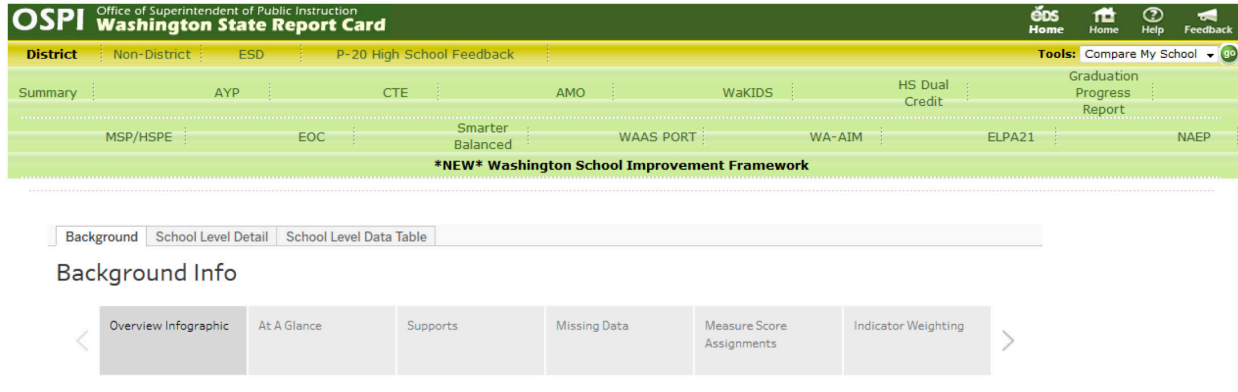 OSPI Office of Superintendent of Public Instruction
Washington State Report Card
ёDS Home
Home
Help
Feedback
District Non-District ESD P-20 High School Feedback
Tools: Compare My School go
Summary AYP CTE AMO WaKIDS HS Dual Credit Graduation Progress Report
MSP/HSPE EOC Smarter Balanced WAAS PORT WA-AIM ELPA21 NAEP
*NEW* Washington School Improvement Framework
Background School Level Detail School Level Data Table
Background Info
Overview Infographic At A Glance Supports Missing Data Measure Score Assignments Indicator Weighting